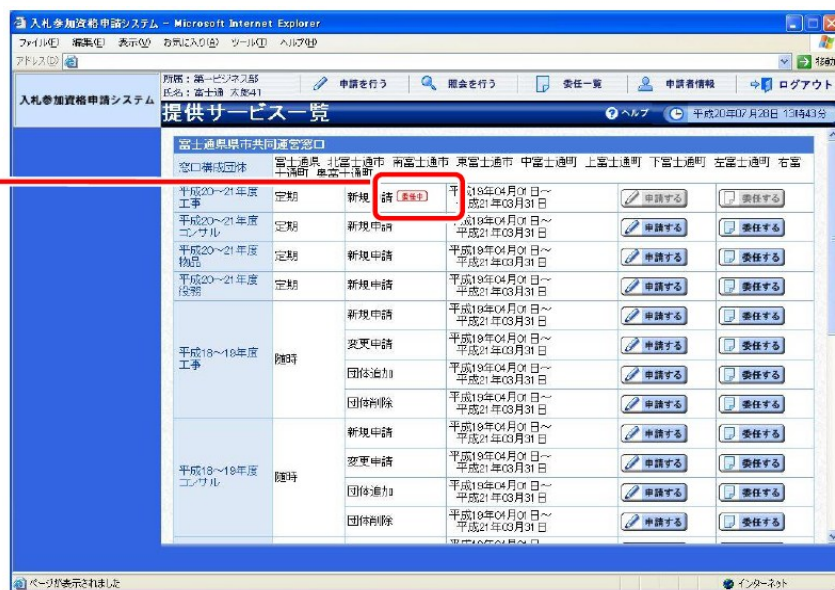 入札参加資格申請システム - Microsoft Internet Explorer
ファイル(F) 編集(E) 表示(V) お気に入り(A) ツール(T) ヘルプ(H)
アドレス(D) 移動
入札参加資格申請システム
所属:第一ビジネス部
氏名:富士通 太郎41
申請を行う 照会を行う 委任一覧 申請者情報 ログアウト
提供サービス一覧
ヘルプ 平成20年07月28日 13時43分
富士通県県市共同運営窓口
窓口構成団体 富士通県 北富士通市 南富士通市 東富士通市 中富士通町 上富士通町 下富士通町 左富士通町 右富士通町 奥富士通町
平成20~21年度 工事 定期 新規 請 委任中 平成19年04月01日~平成21年03月31日 申請する 委任する
平成20~21年度 コンサル 定期 新規申請 平成19年04月01日~平成21年03月31日 申請する 委任する
平成20~21年度 物品 定期 新規申請 平成19年04月01日~平成21年03月31日 申請する 委任する
平成20~21年度 役務 定期 新規申請 平成19年04月01日~平成21年03月31日 申請する 委任する
平成18~19年度 工事 随時 新規申請 平成19年04月01日~平成21年03月31日 申請する 委任する
変更申請 平成19年04月01日~平成21年03月31日 申請する 委任する
団体追加 平成19年04月01日~平成21年03月31日 申請する 委任する
団体削除 平成19年04月01日~平成21年03月31日 申請する 委任する
平成18~19年度 コンサル 随時 新規申請 平成19年04月01日~平成21年03月31日 申請する 委任する
変更申請 平成19年04月01日~平成21年03月31日 申請する 委任する
団体追加 平成19年04月01日~平成21年03月31日 申請する 委任する
団体削除 平成19年04月01日~平成21年03月31日 申請する 委任する
ページが表示されました インターネット